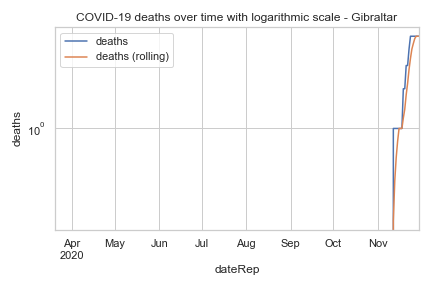 COVID-19 deaths over time with logarithmic scale - Gibraltar
deaths
deaths (rolling)
deaths
10⁰
Apr
2020
May
Jun
Jul
Aug
Sep
Oct
Nov
dateRep